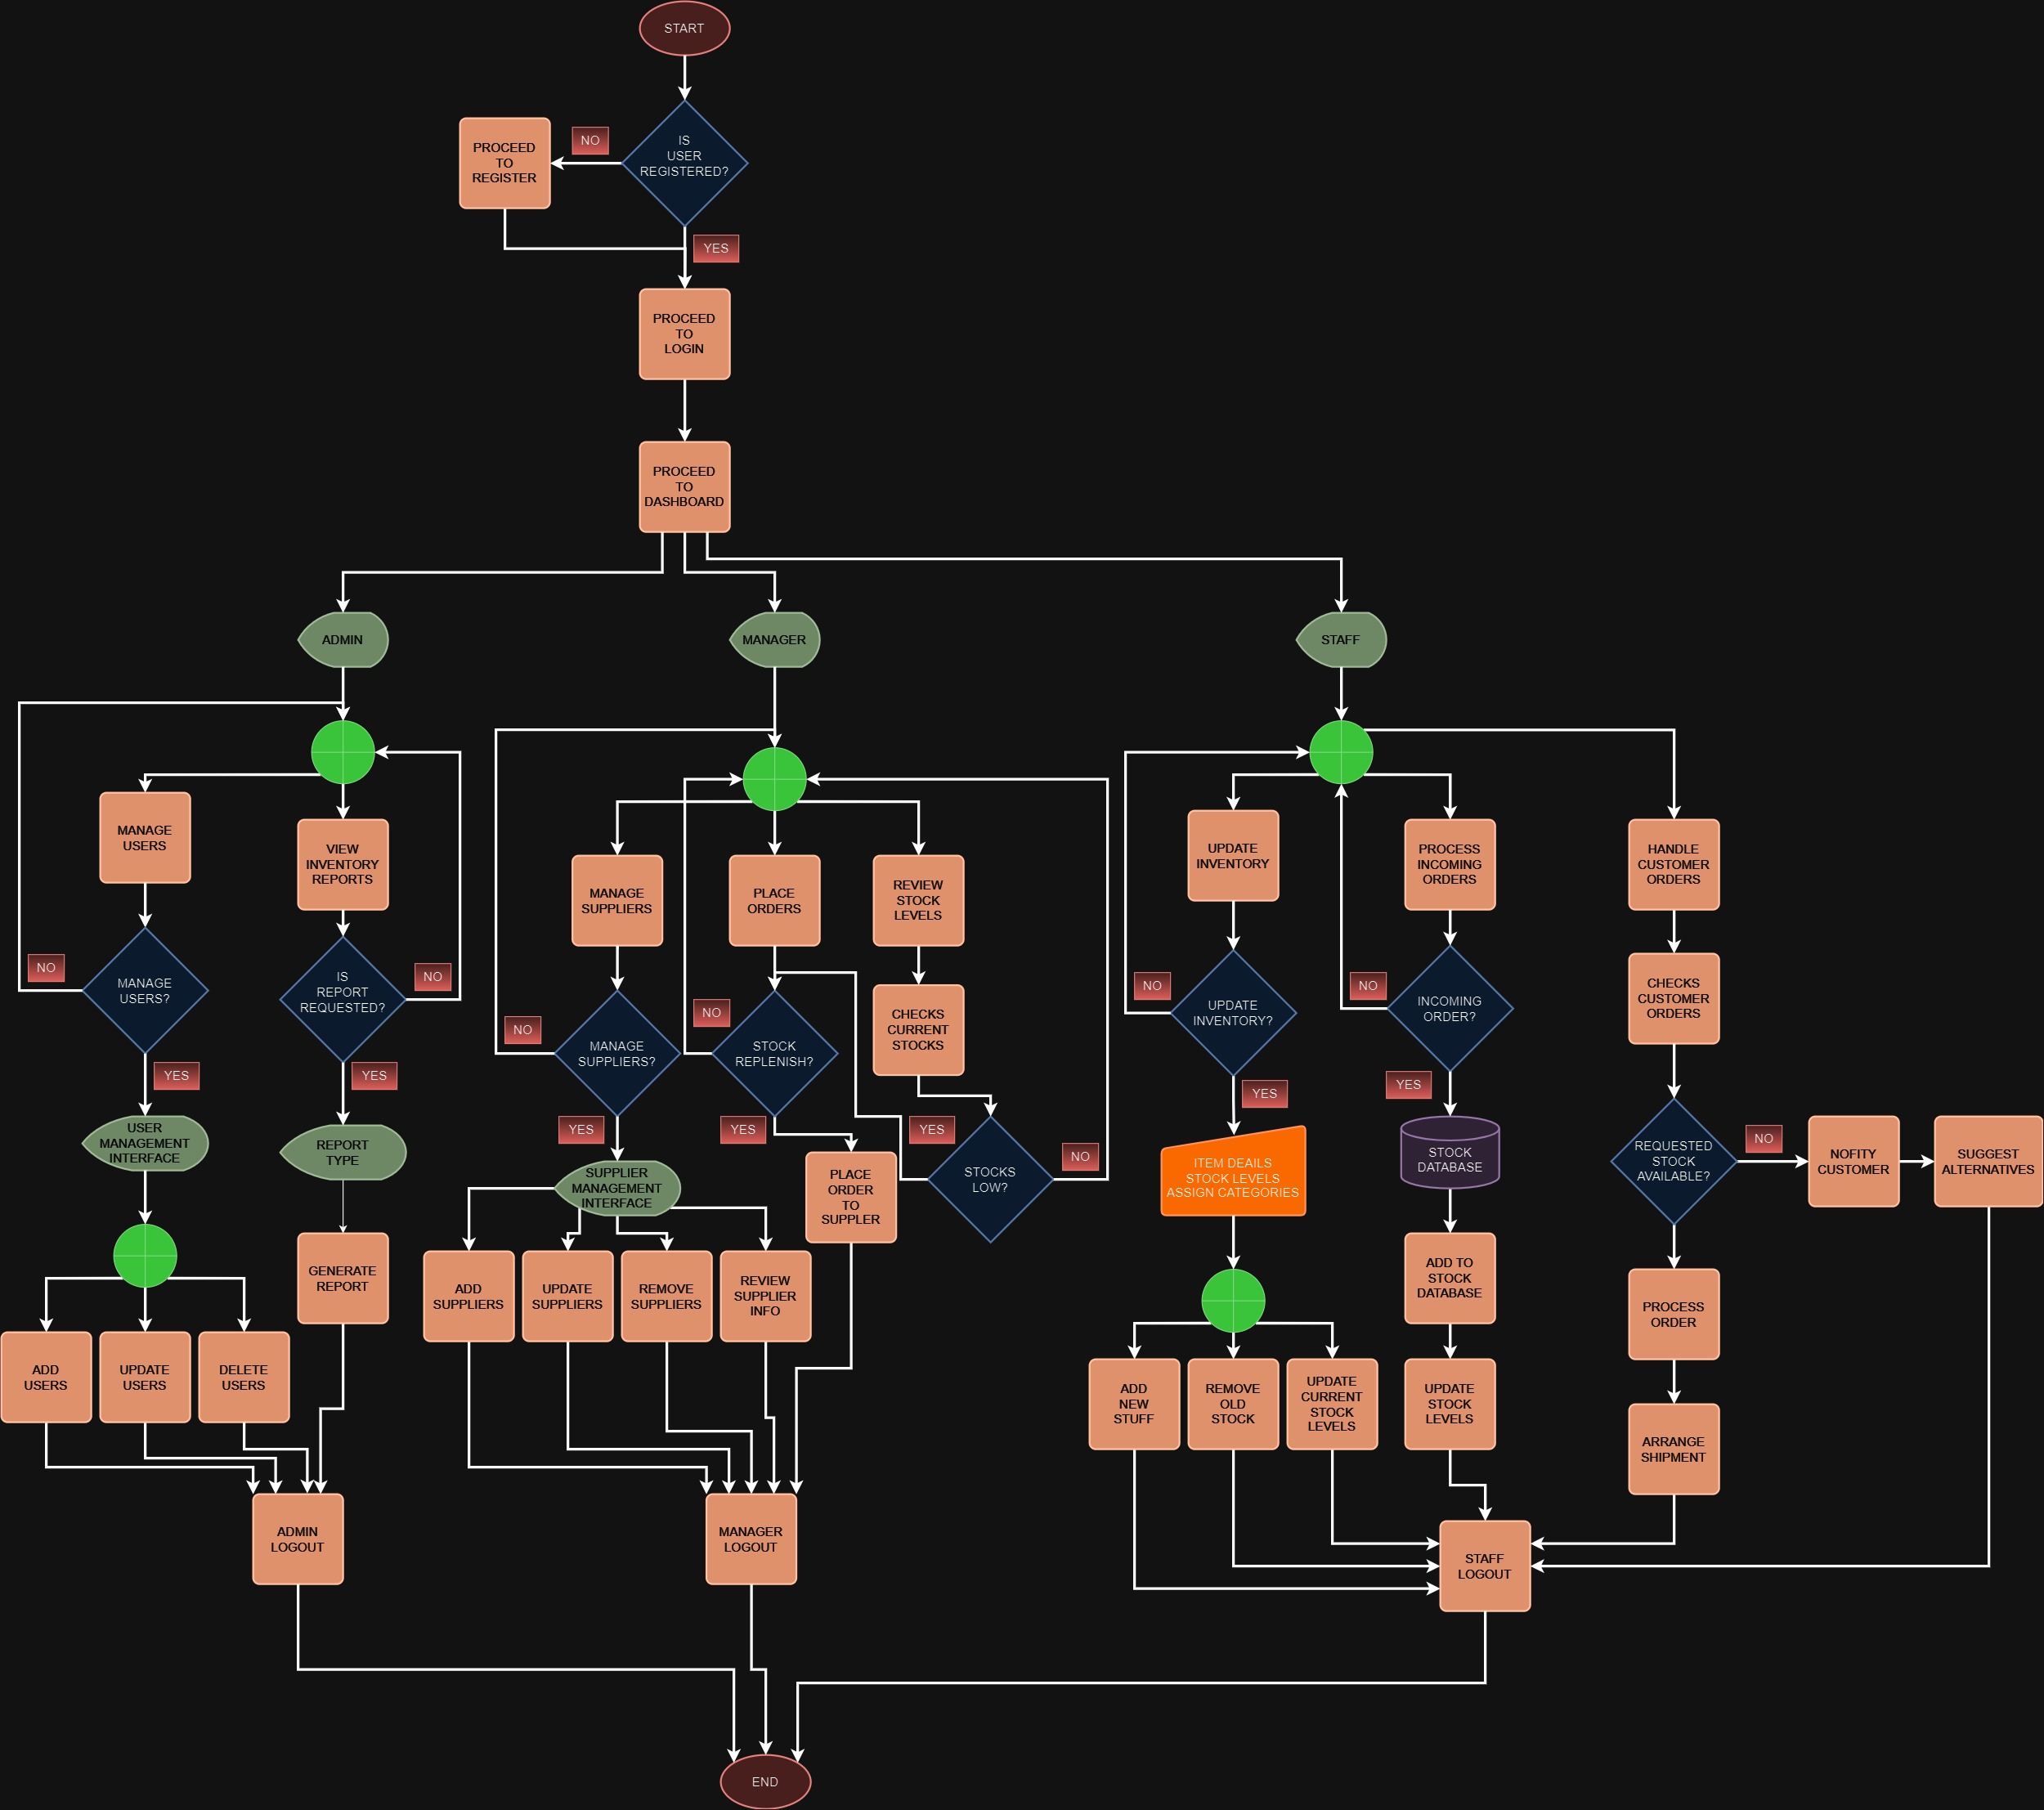 START
IS
USER
REGISTERED?
NO
PROCEED
TO
REGISTER
YES
PROCEED
TO
LOGIN
PROCEED
TO
DASHBOARD
ADMIN
MANAGER
STAFF
MANAGE
USERS
VIEW
INVENTORY
REPORTS
NO
MANAGE
USERS?
IS
REPORT
REQUESTED?
NO
YES
YES
USER
MANAGEMENT
INTERFACE
REPORT
TYPE
GENERATE
REPORT
ADD
USERS
UPDATE
USERS
DELETE
USERS
ADMIN
LOGOUT
MANAGE
SUPPLIERS
PLACE
ORDERS
REVIEW
STOCK
LEVELS
NO
MANAGE
SUPPLIERS?
NO
STOCK
REPLENISH?
CHECKS
CURRENT
STOCKS
YES
YES
YES
STOCKS
LOW?
NO
SUPPLIER
MANAGEMENT
INTERFACE
PLACE
ORDER
TO
SUPPLER
ADD
SUPPLIERS
UPDATE
SUPPLIERS
REMOVE
SUPPLIERS
REVIEW
SUPPLIER
INFO
MANAGER
LOGOUT
UPDATE
INVENTORY
PROCESS
INCOMING
ORDERS
HANDLE
CUSTOMER
ORDERS
NO
UPDATE
INVENTORY?
NO
INCOMING
ORDER?
CHECKS
CUSTOMER
ORDERS
YES
YES
ITEM DEAILS
STOCK LEVELS
ASSIGN CATEGORIES
STOCK
DATABASE
REQUESTED
STOCK
AVAILABLE?
NO
NOFITY
CUSTOMER
SUGGEST
ALTERNATIVES
ADD TO
STOCK
DATABASE
PROCESS
ORDER
ADD
NEW
STUFF
REMOVE
OLD
STOCK
UPDATE
CURRENT
STOCK
LEVELS
UPDATE
STOCK
LEVELS
ARRANGE
SHIPMENT
STAFF
LOGOUT
END